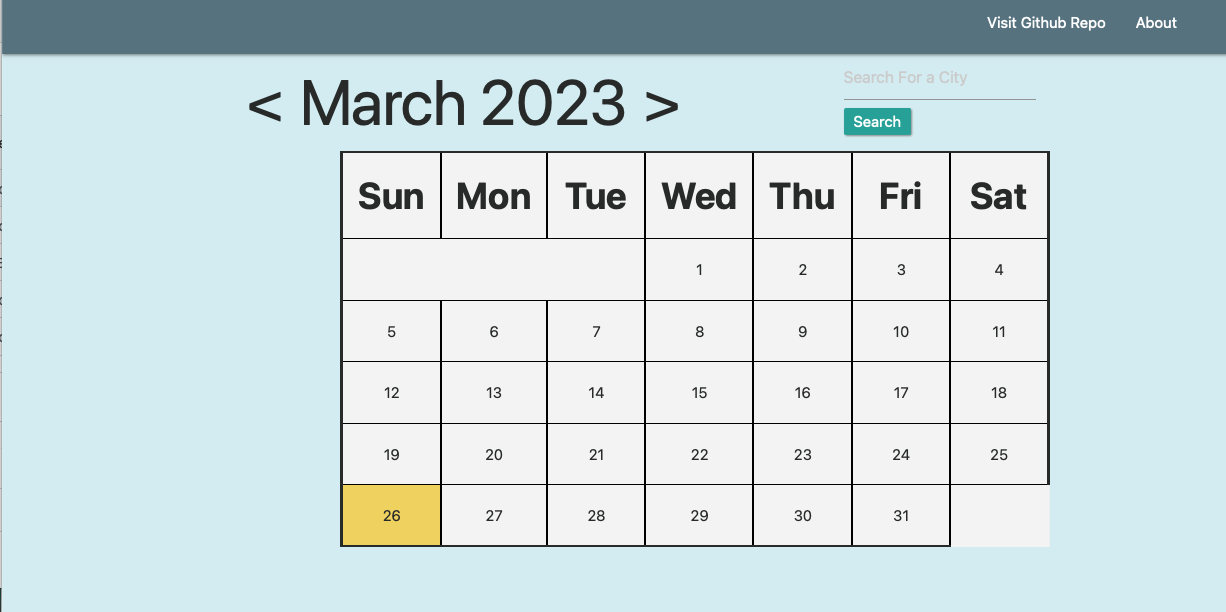 Visit Github Repo About
< March 2023 >
Search For a City
Search
Sun Mon Tue Wed Thu Fri Sat
1 2 3 4
5 6 7 8 9 10 11
12 13 14 15 16 17 18
19 20 21 22 23 24 25
26 27 28 29 30 31